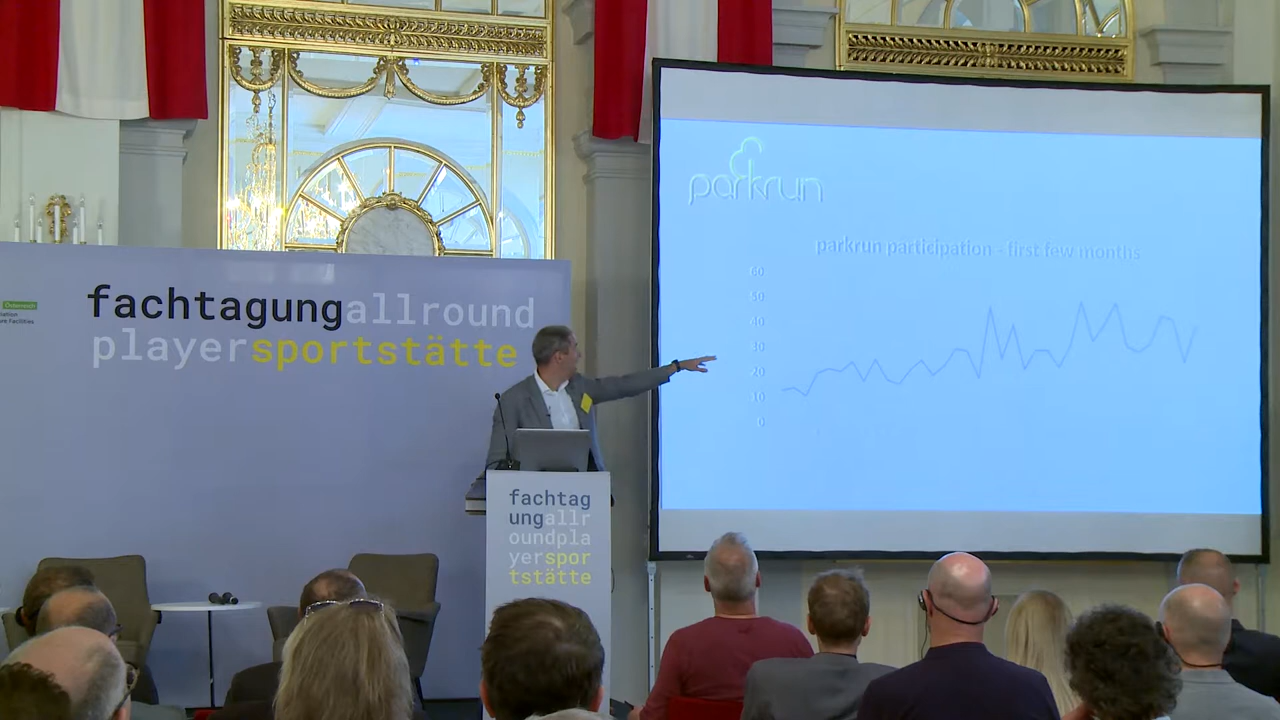 Österreich
fachtagungallround
playersportstätte
fachtag
ungallr
oundpla
yerspor
tstätte
parkrun
parkrun participation - first few months
60
50
40
30
20
10
0